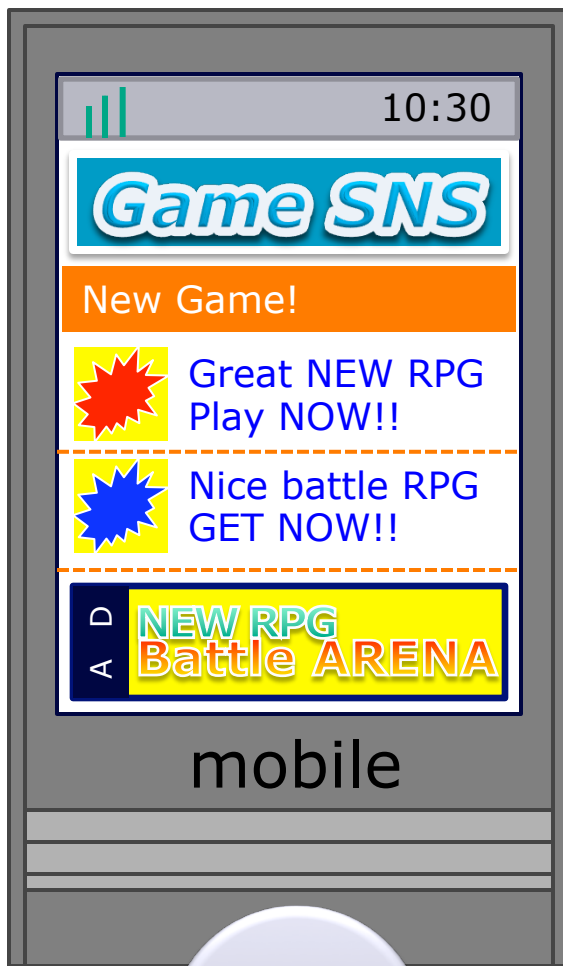 10:30
Game SNS
New Game!
Great NEW RPG
Play NOW!!
Nice battle RPG
GET NOW!!
AD
NEW RPG
Battle ARENA
mobile